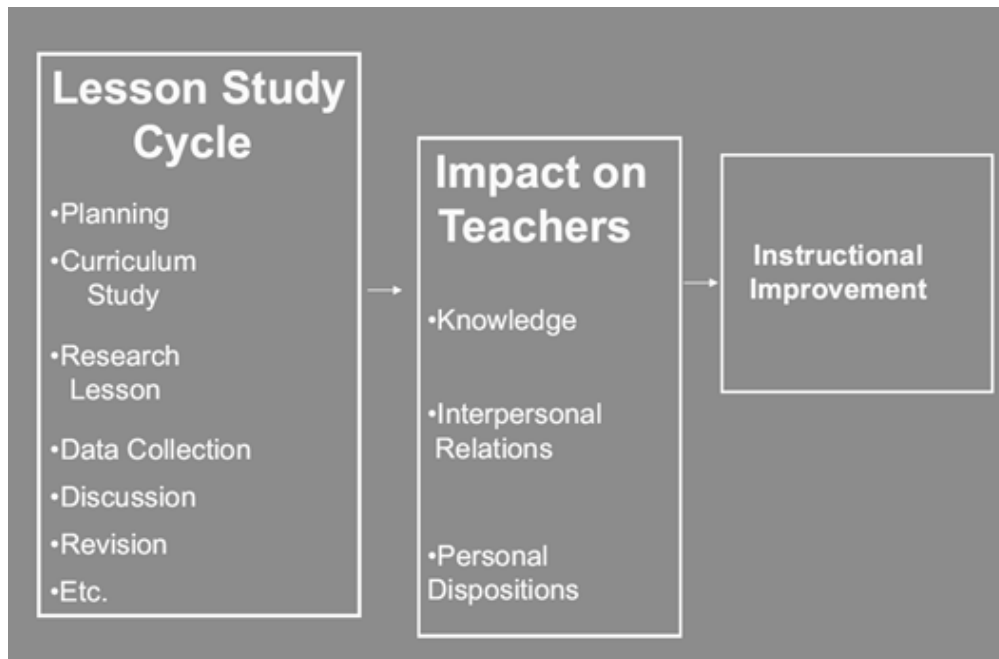 Lesson Study
Cycle
•Planning
•Curriculum
Study
•Research
Lesson
•Data Collection
•Discussion
•Revision
•Etc.
Impact on
Teachers
•Knowledge
•Interpersonal
Relations
•Personal
Dispositions
Instructional
Improvement